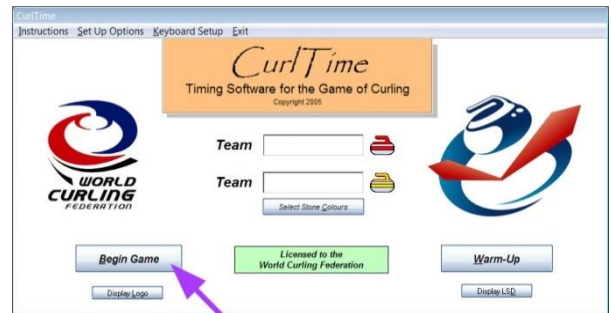 CurlTime
Instructions Set Up Options Keyboard Setup Exit
CurlTime
Timing Software for the Game of Curling
Copyright 2005
Team
WORLD
CURLING
FEDERATION
Team
Select Stone Colours
Begin Game
Licensed to the
World Curling Federation
Warm-Up
Display Logo
Display LSD